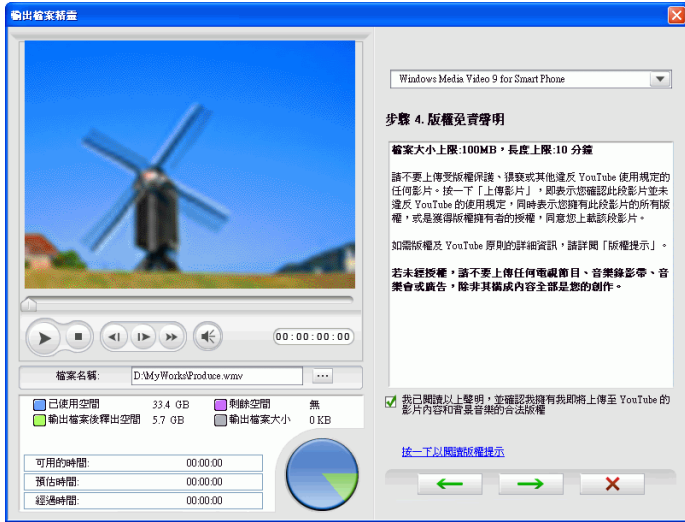 輸出檔案精靈
Windows Media Video 9 for Smart Phone
步驟 4. 版權免責聲明
檔案大小上限:100MB，長度上限:10 分鐘
請不要上傳受版權保護、猥褻或其他違反 YouTube 使用規定的
任何影片。按一下「上傳影片」，即表示您確認此段影片並未
違反 YouTube 的使用規定，同時表示您擁有此段影片的所有版
權，或是獲得版權擁有者的授權，同意您上載該段影片。
如需版權及 YouTube 原則的詳細資訊，請詳閱「版權提示」。
若未經授權，請不要上傳任何電視節目、音樂錄影帶、音
樂會或廣告，除非其構成內容全部是您的創作。
我已閱讀以上聲明，並確認我擁有我即將上傳至 YouTube 的
影片內容和背景音樂的合法版權
按一下以閱讀版權提示
00:00:00:00
檔案名稱: D:\MyWorks\Produce.wmv ...
已使用空間 33.4 GB 剩餘空間 無
輸出檔案後釋出空間 5.7 GB 輸出檔案大小 0 KB
可用的時間: 00:00:00
預估時間: 00:00:00
經過時間: 00:00:00